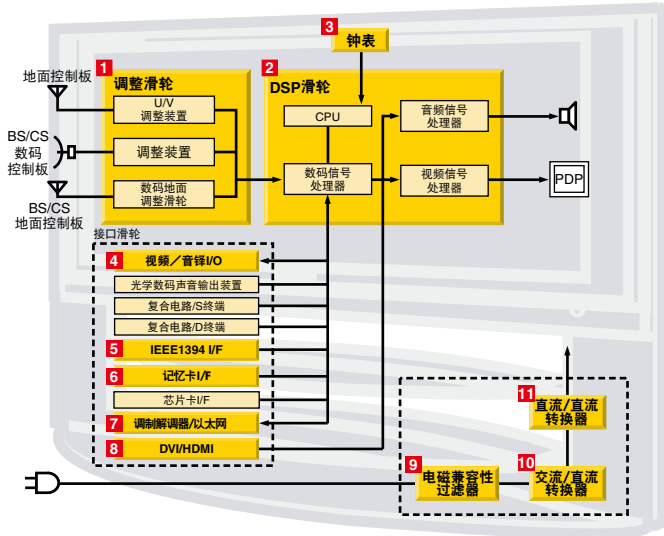 3
钟表
1
调整滑轮
2
DSP滑轮
地面控制板
U/V
调整装置
CPU
音频信号
处理器
BS/CS
数码
控制板
调整装置
数码信号
处理器
视频信号
处理器
PDP
数码地面
调整滑轮
BS/CS
地面控制板
接口滑轮
4
视频／音铎I/O
光学数码声音输出装置
复合电路/S终端
复合电路/D终端
5
IEEE1394 I/F
6
记忆卡I/F
芯片卡I/F
7
调制解调器/以太网
8
DVI/HDMI
11
直流/直流
转换器
9
电磁兼容性
过滤器
10
交流/直流
转换器